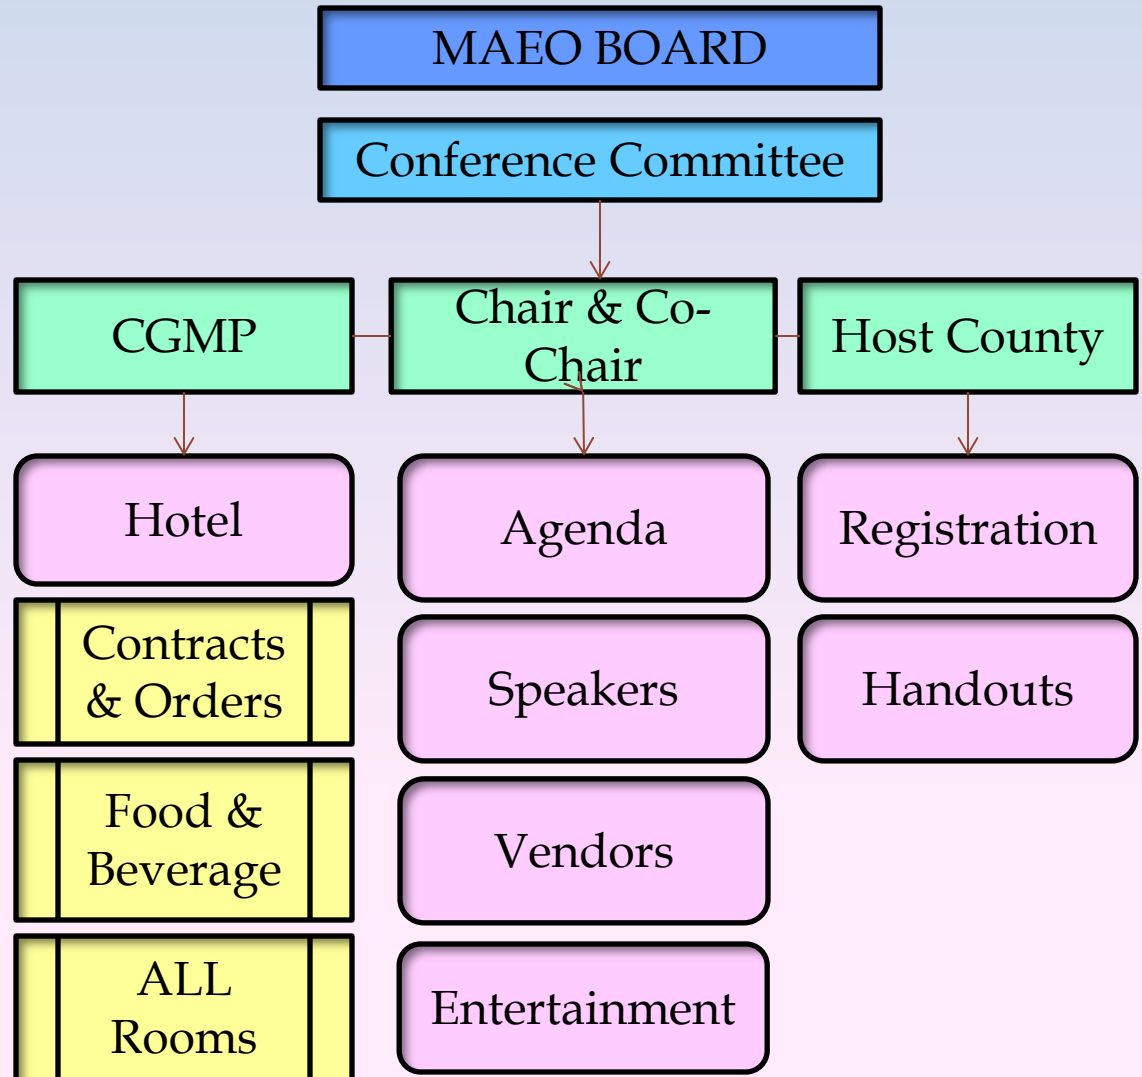 MAEO BOARD
Conference Committee
CGMP
Chair & Co-
Chair
Host County
Hotel
Agenda
Registration
Contracts
& Orders
Speakers
Handouts
Food &
Beverage
Vendors
ALL
Rooms
Entertainment